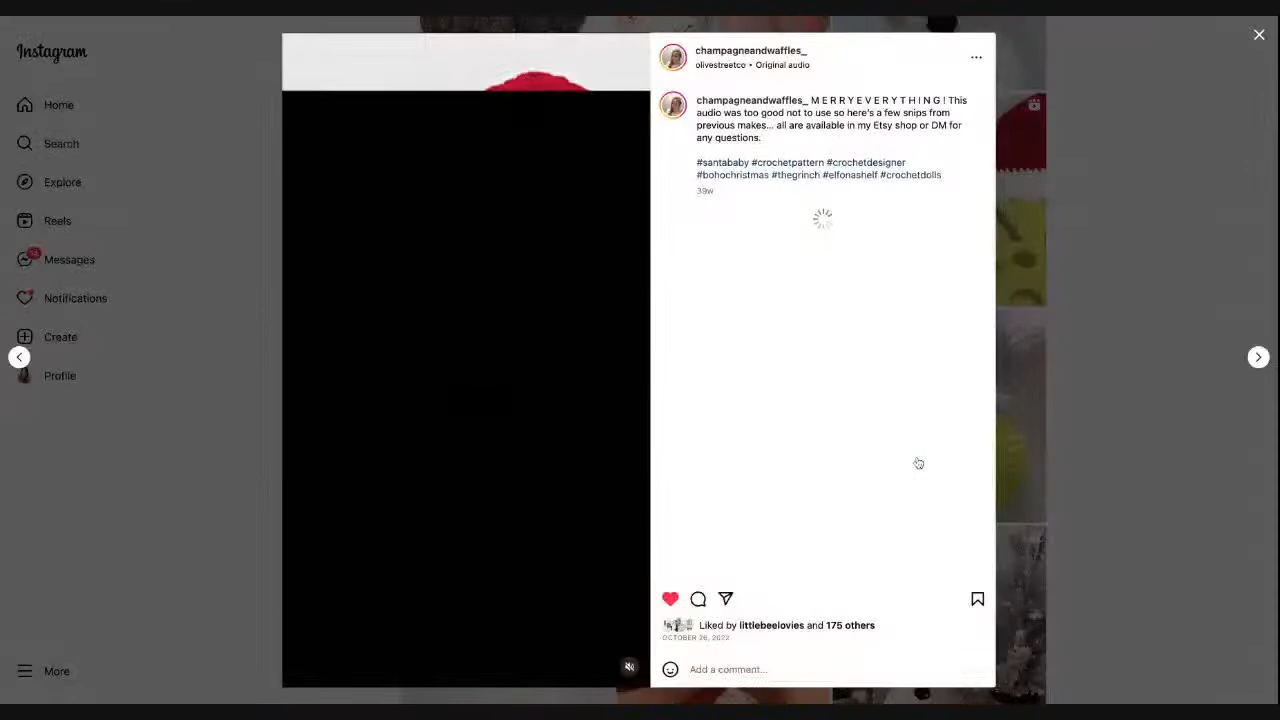 Instagram
Home
Search
Explore
Reels
Messages
Notifications
Create
Profile
More
champagneandwaffles_
olivestreetco • Original audio
champagneandwaffles_ M E R R Y E V E R Y T H I N G ! This
audio was too good not to use so here's a few snips from
previous makes... all are available in my Etsy shop or DM for
any questions.
#santababy #crochetpattern #crochetdesigner
#bohochristmas #thegrinch #elfonashelf #crochetdolls
39w
Liked by littlebeelovies and 175 others
OCTOBER 26, 2022
Add a comment...